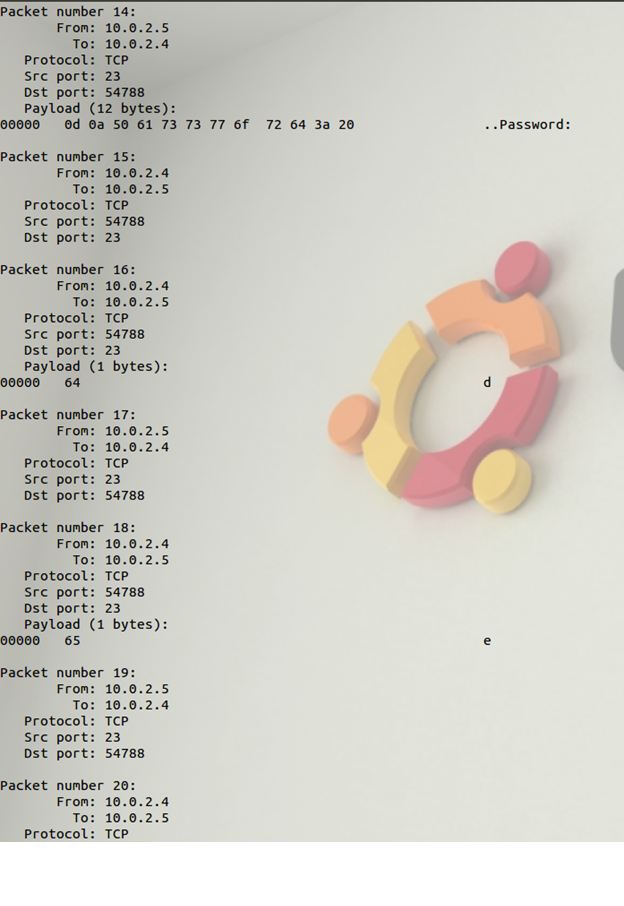 Packet number 14:
From: 10.0.2.5
To: 10.0.2.4
Protocol: TCP
Src port: 23
Dst port: 54788
Payload (12 bytes):
00000   0d 0a 50 61 73 73 77 6f  72 64 3a 20                ..Password:
Packet number 15:
From: 10.0.2.4
To: 10.0.2.5
Protocol: TCP
Src port: 54788
Dst port: 23
Packet number 16:
From: 10.0.2.4
To: 10.0.2.5
Protocol: TCP
Src port: 54788
Dst port: 23
Payload (1 bytes):
00000   64                                                  d
Packet number 17:
From: 10.0.2.5
To: 10.0.2.4
Protocol: TCP
Src port: 23
Dst port: 54788
Packet number 18:
From: 10.0.2.4
To: 10.0.2.5
Protocol: TCP
Src port: 54788
Dst port: 23
Payload (1 bytes):
00000   65                                                  e
Packet number 19:
From: 10.0.2.5
To: 10.0.2.4
Protocol: TCP
Src port: 23
Dst port: 54788
Packet number 20:
From: 10.0.2.4
To: 10.0.2.5
Protocol: TCP